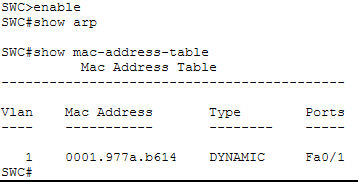 SWC>enable
SWC#show arp
SWC#show mac-address-table
Mac Address Table
-------------------------------------------
Vlan    Mac Address       Type        Ports
----    -----------       --------    -----
1    0001.977a.b614    DYNAMIC     Fa0/1
SWC#